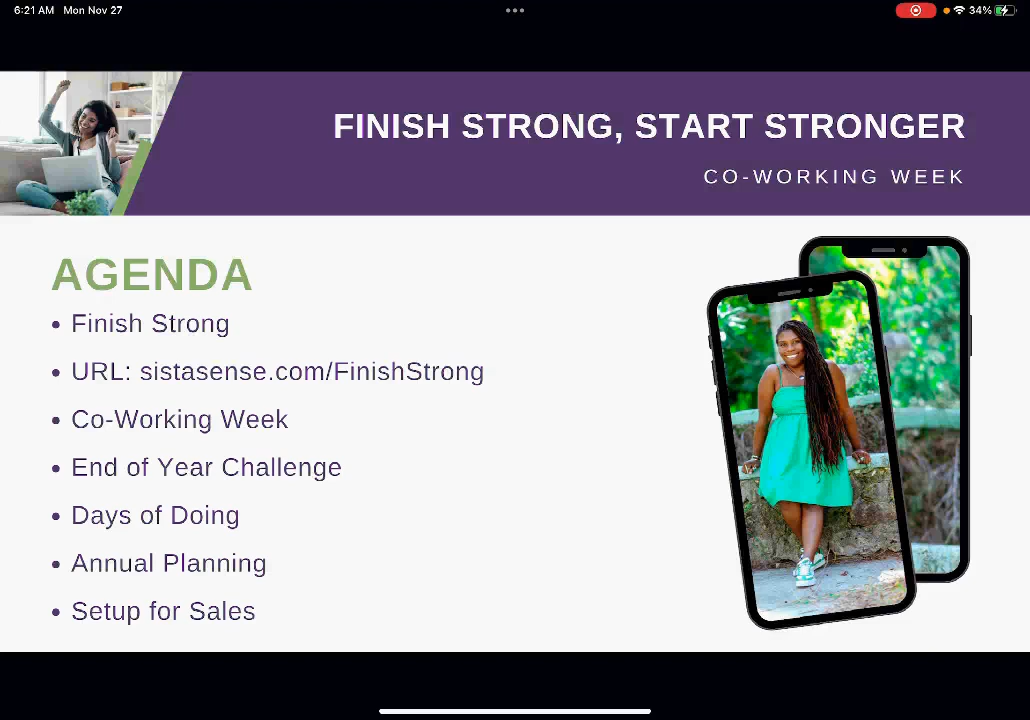 6:21 AM Mon Nov 27
34%
FINISH STRONG, START STRONGER
CO-WORKING WEEK
AGENDA
• Finish Strong
• URL: sistasense.com/FinishStrong
• Co-Working Week
• End of Year Challenge
• Days of Doing
• Annual Planning
• Setup for Sales